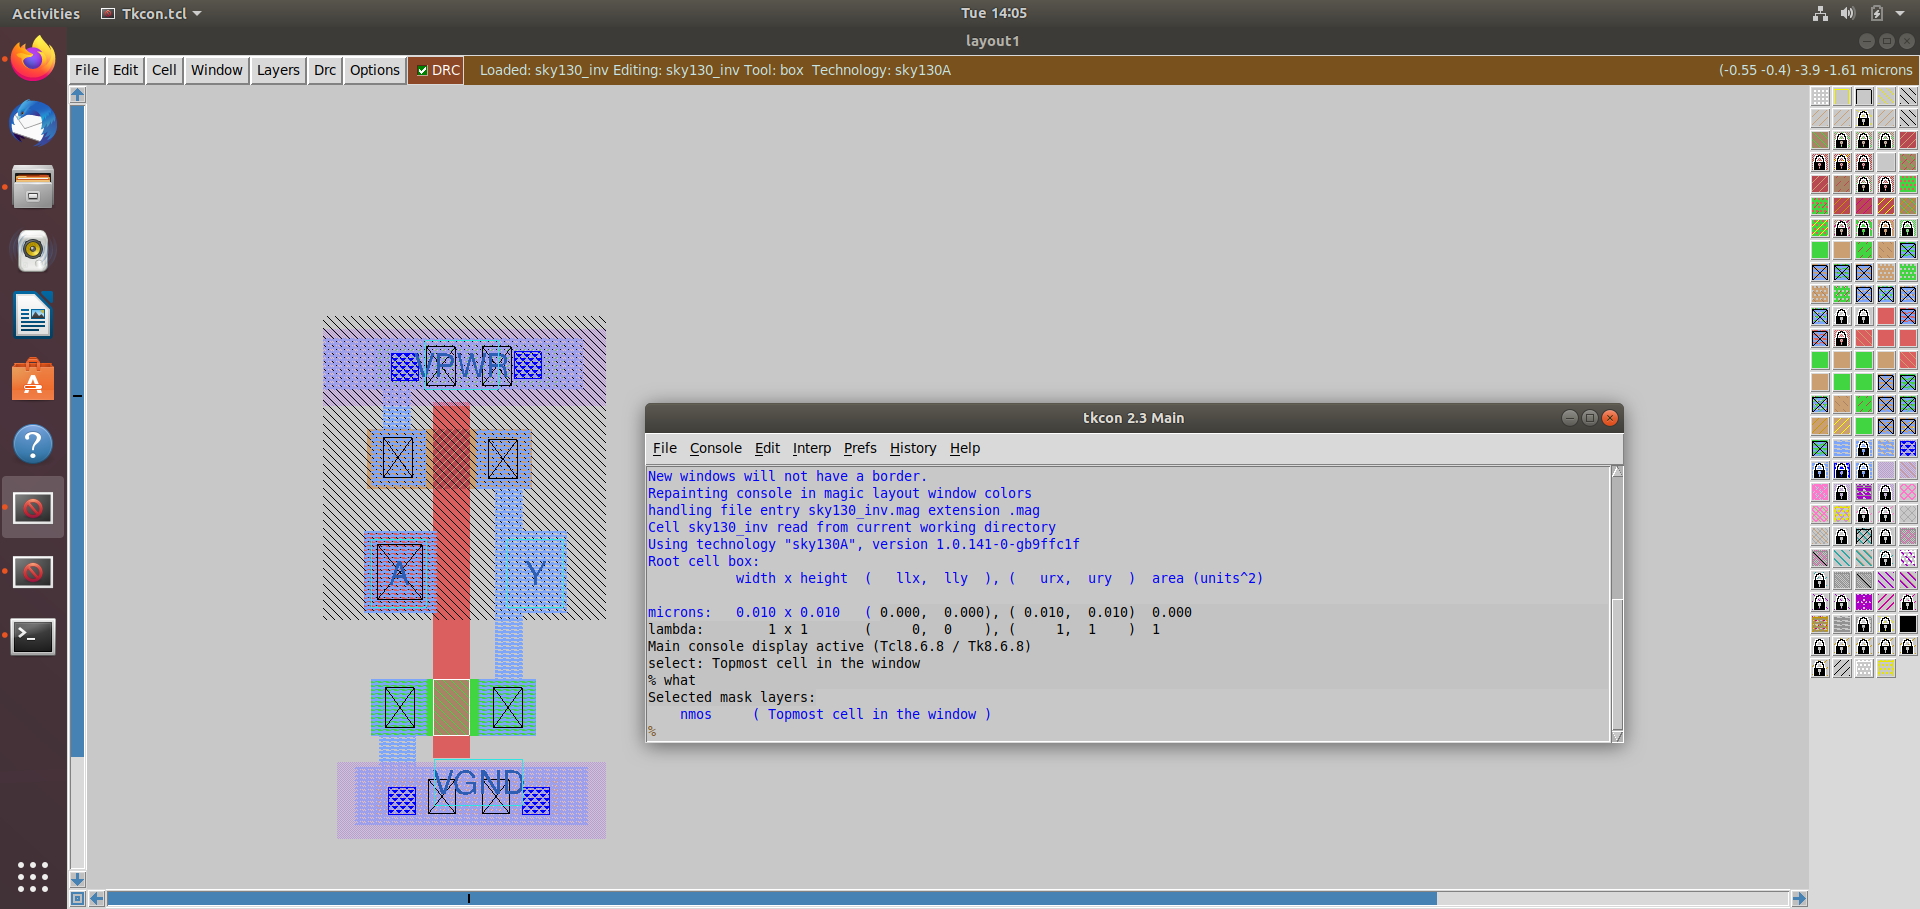 Activities Tkcon.tcl Tue 14:05
layout1
File Edit Cell Window Layers Drc Options DRC Loaded: sky130_inv Editing: sky130_inv Tool: box Technology: sky130A (-0.55 -0.4) -3.9 -1.61 microns
VPWR
A Y
VGND
tkcon 2.3 Main
File Console Edit Interp Prefs History Help
New windows will not have a border.
Repainting console in magic layout window colors
handling file entry sky130_inv.mag extension .mag
Cell sky130_inv read from current working directory
Using technology "sky130A", version 1.0.141-0-gb9ffc1f
Root cell box:
width x height ( llx, lly ), ( urx, ury ) area (units^2)
microns: 0.010 x 0.010 ( 0.000, 0.000), ( 0.010, 0.010) 0.000
lambda: 1 x 1 ( 0, 0 ), ( 1, 1 ) 1
Main console display active (Tcl8.6.8 / Tk8.6.8)
select: Topmost cell in the window
% what
Selected mask layers:
nmos ( Topmost cell in the window )
%